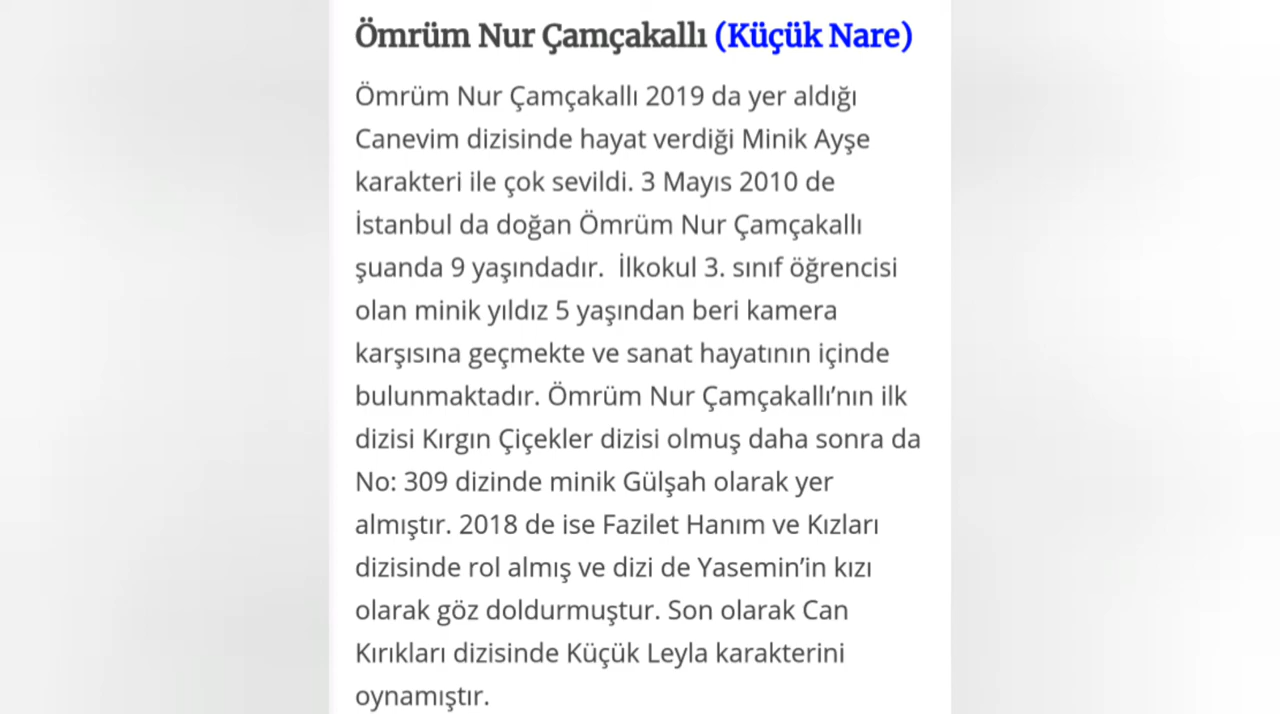 Ömrüm Nur Çamçakallı (Küçük Nare)
Ömrüm Nur Çamçakallı 2019 da yer aldığı
Canevim dizisinde hayat verdiği Minik Ayşe
karakteri ile çok sevildi. 3 Mayıs 2010 de
İstanbul da doğan Ömrüm Nur Çamçakallı
şuanda 9 yaşındadır.  İlkokul 3. sınıf öğrencisi
olan minik yıldız 5 yaşından beri kamera
karşısına geçmekte ve sanat hayatının içinde
bulunmaktadır. Ömrüm Nur Çamçakallı’nın ilk
dizisi Kırgın Çiçekler dizisi olmuş daha sonra da
No: 309 dizinde minik Gülşah olarak yer
almıştır. 2018 de ise Fazilet Hanım ve Kızları
dizisinde rol almış ve dizi de Yasemin’in kızı
olarak göz doldurmuştur. Son olarak Can
Kırıkları dizisinde Küçük Leyla karakterini
oynamıştır.